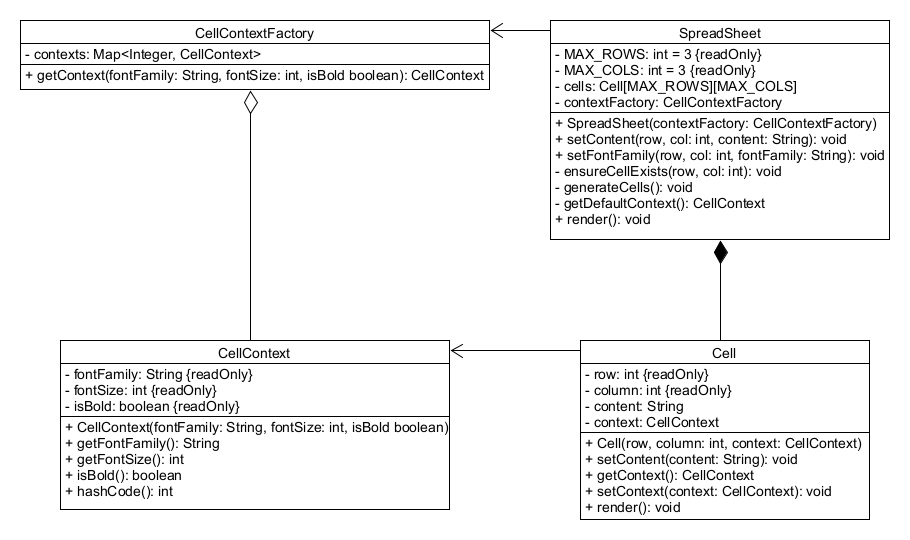 CellContextFactory
- contexts: Map<Integer, CellContext>
+ getContext(fontFamily: String, fontSize: int, isBold boolean): CellContext
SpreadSheet
- MAX_ROWS: int = 3 {readOnly}
- MAX_COLS: int = 3 {readOnly}
- cells: Cell[MAX_ROWS][MAX_COLS]
- contextFactory: CellContextFactory
+ SpreadSheet(contextFactory: CellContextFactory)
+ setContent(row, col: int, content: String): void
+ setFontFamily(row, col: int, fontFamily: String): void
- ensureCellExists(row, col: int): void
- generateCells(): void
- getDefaultContext(): CellContext
+ render(): void
CellContext
- fontFamily: String {readOnly}
- fontSize: int {readOnly}
- isBold: boolean {readOnly}
+ CellContext(fontFamily: String, fontSize: int, isBold boolean)
+ getFontFamily(): String
+ getFontSize(): int
+ isBold(): boolean
+ hashCode(): int
Cell
- row: int {readOnly}
- column: int {readOnly}
- content: String
- context: CellContext
+ Cell(row, column: int, context: CellContext)
+ setContent(content: String): void
+ getContext(): CellContext
+ setContext(context: CellContext): void
+ render(): void